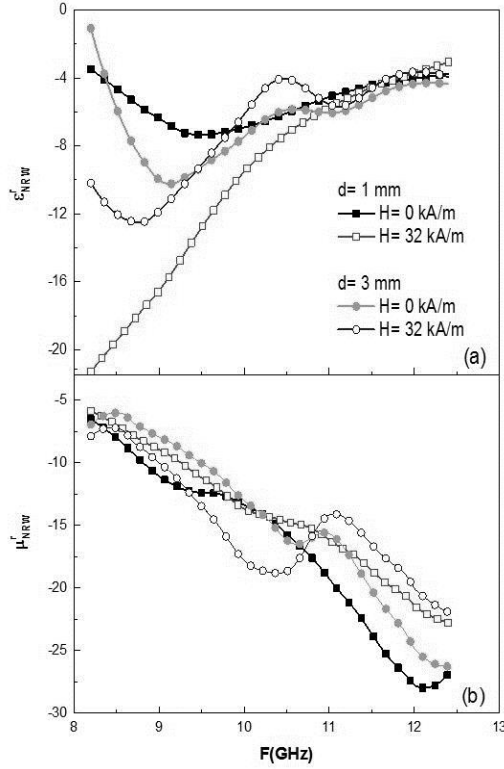 0
-4
-8
-12
-16
-20
ε^r_NRW
d= 1 mm
H= 0 kA/m
H= 32 kA/m
d= 3 mm
H= 0 kA/m
H= 32 kA/m
(a)
-5
-10
-15
-20
-25
-30
μ^r_NRW
(b)
8 9 10 11 12 13
F(GHz)